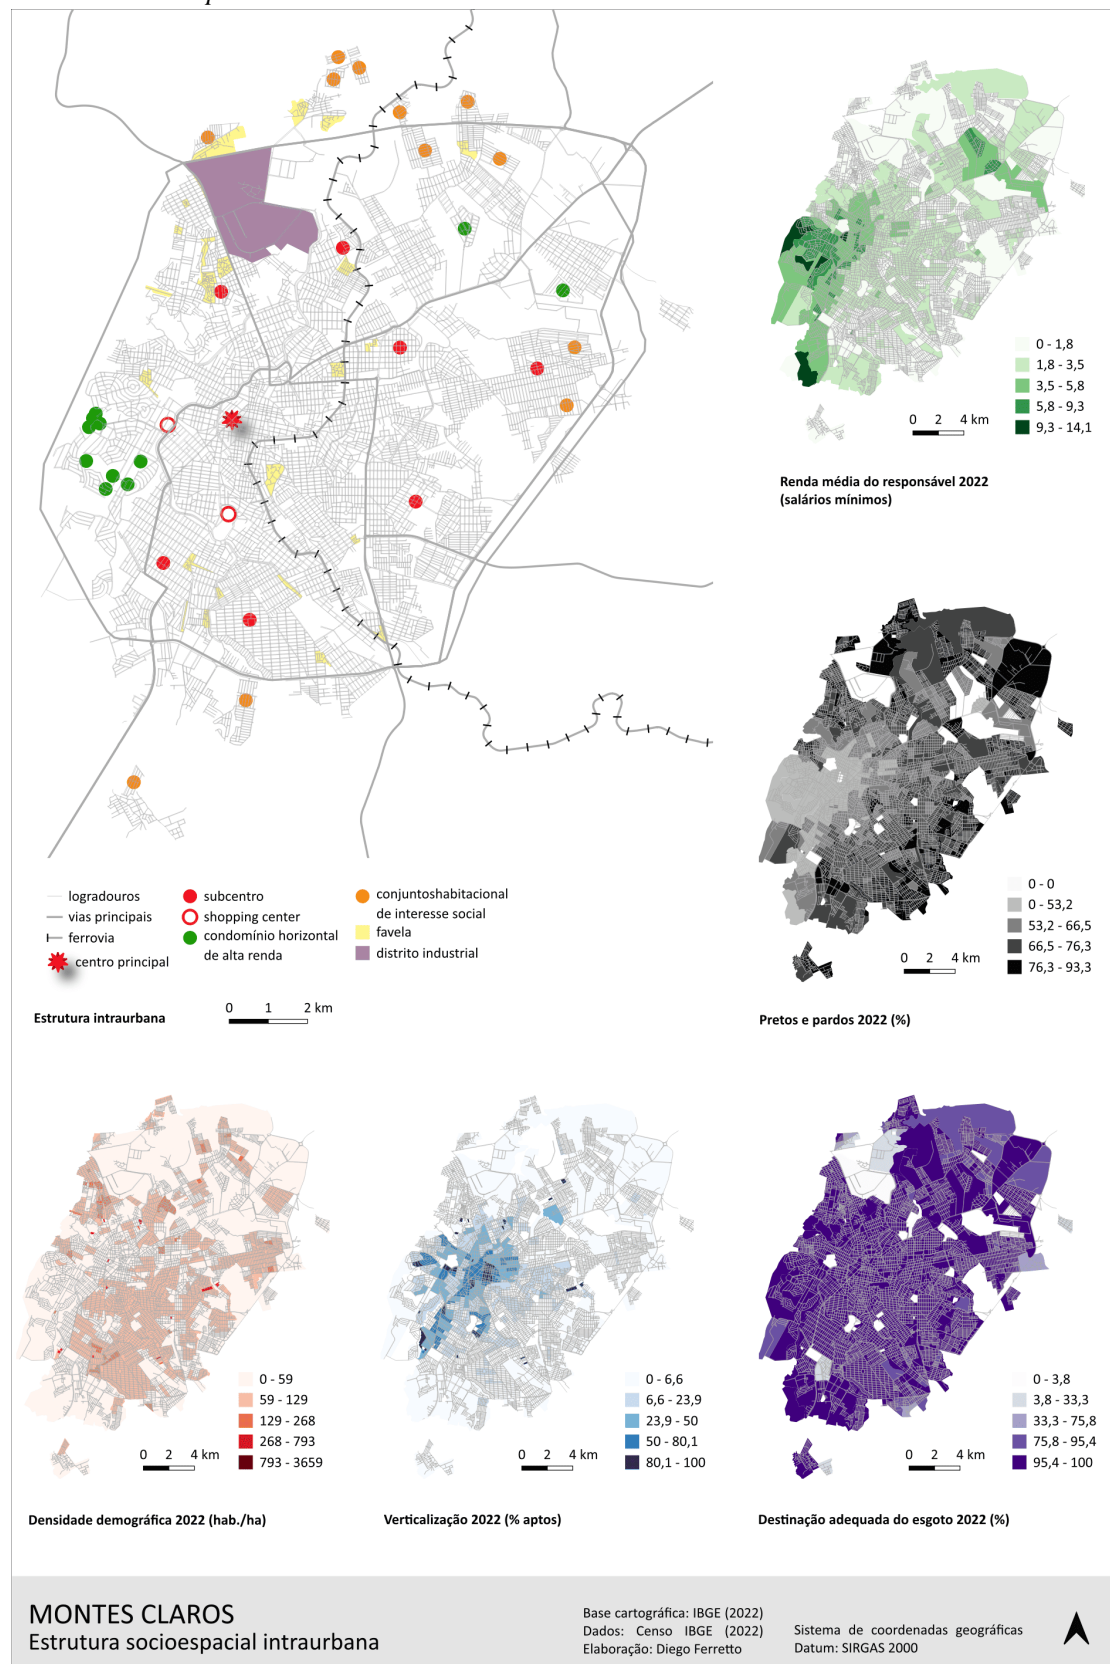 0 - 1,8
1,8 - 3,5
3,5 - 5,8
5,8 - 9,3
9,3 - 14,1
0 2 4 km
Renda média do responsável 2022
(salários mínimos)
0 - 0
0 - 53,2
53,2 - 66,5
66,5 - 76,3
76,3 - 93,3
0 2 4 km
Pretos e pardos 2022 (%)
logradouros
vias principais
ferrovia
centro principal
subcentro
shopping center
condomínio horizontal
de alta renda
conjuntoshabitacional
de interesse social
favela
distrito industrial
Estrutura intraurbana
0 1 2 km
0 - 59
59 - 129
129 - 268
268 - 793
793 - 3659
0 2 4 km
Densidade demográfica 2022 (hab./ha)
0 - 6,6
6,6 - 23,9
23,9 - 50
50 - 80,1
80,1 - 100
0 2 4 km
Verticalização 2022 (% aptos)
0 - 3,8
3,8 - 33,3
33,3 - 75,8
75,8 - 95,4
95,4 - 100
0 2 4 km
Destinação adequada do esgoto 2022 (%)
MONTES CLAROS
Estrutura socioespacial intraurbana
Base cartográfica: IBGE (2022)
Dados: Censo IBGE (2022)
Elaboração: Diego Ferretto
Sistema de coordenadas geográficas
Datum: SIRGAS 2000